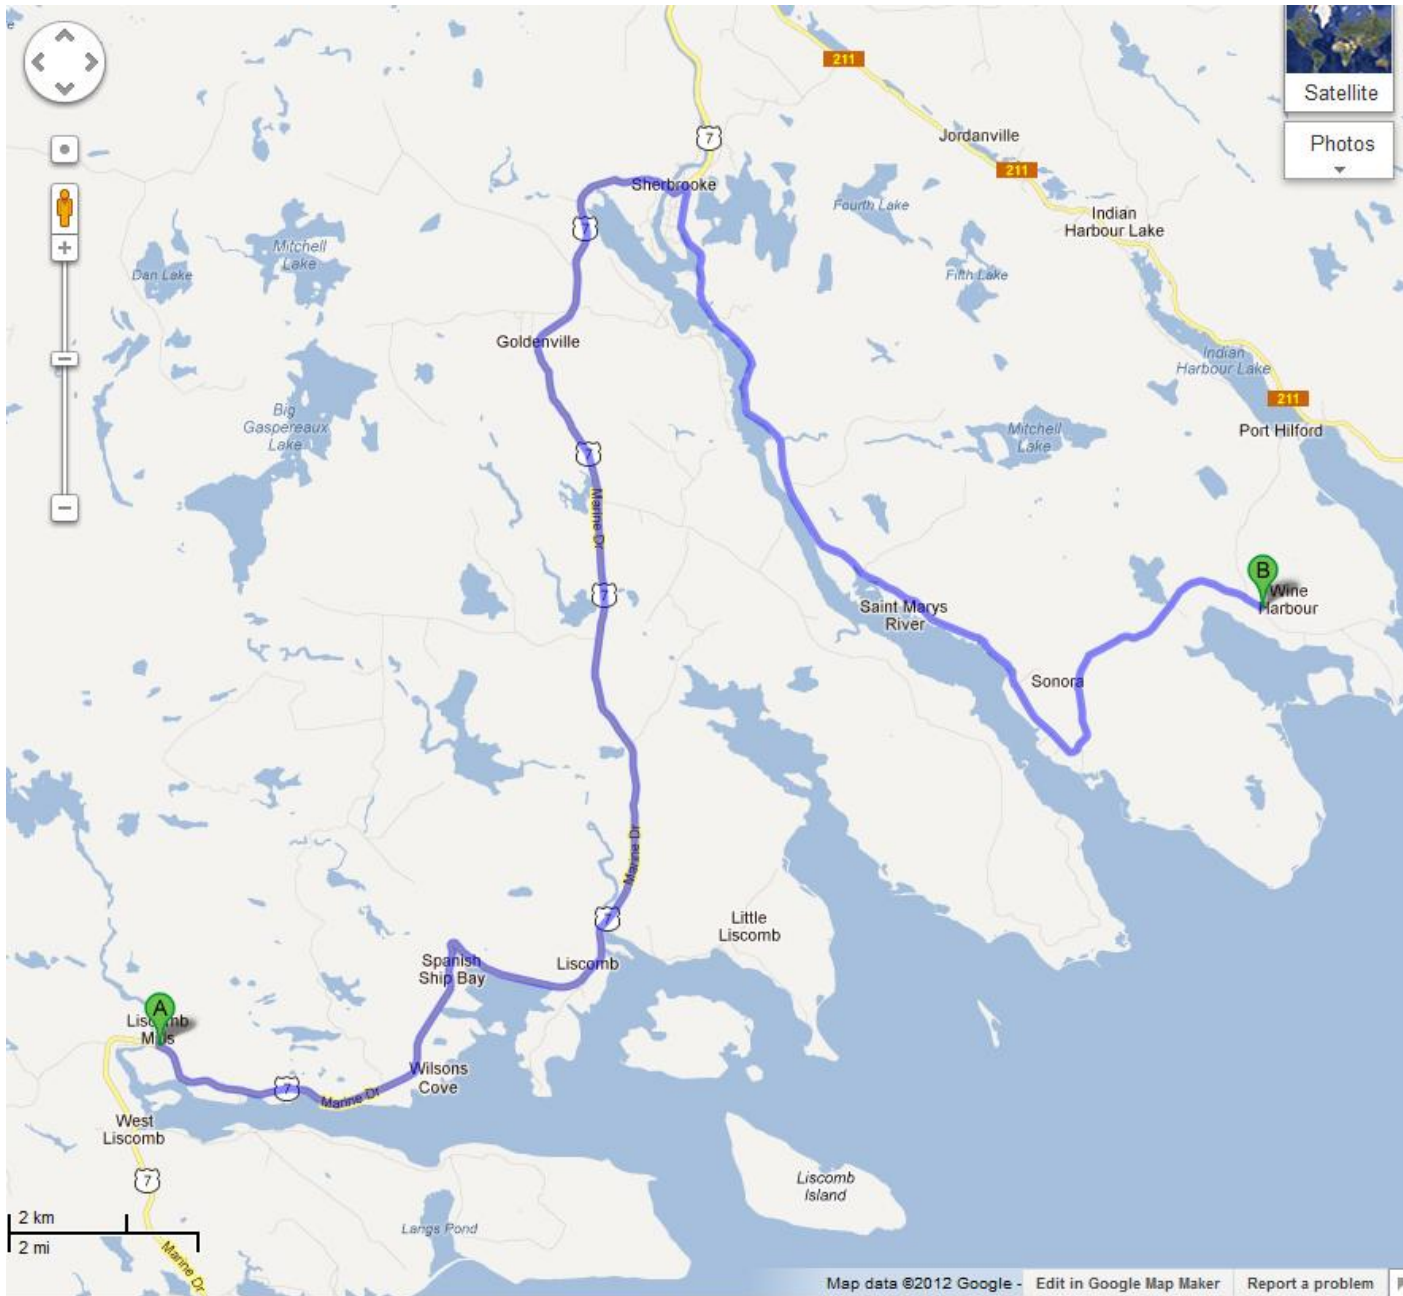 211
Satellite
Photos
7
Jordanville
211
Sherbrooke
Fourth Lake
Indian
Harbour Lake
7
Mitchell
Lake
Dan Lake
Fifth Lake
Goldenville
Indian
Harbour Lake
211
Big
Gaspereaux
Lake
Mitchell
Lake
Port Hilford
7
Marine Dr
B
Wine
Harbour
7
Saint Marys
River
Sonora
Marine Dr
7
Little
Liscomb
Spanish
Ship Bay
Liscomb
A
Liscomb
Mills
Wilsons
Cove
7
Marine Dr
West
Liscomb
7
Liscomb
Island
2 km
2 mi
Langs Pond
Marine Dr
Map data ©2012 Google -
Edit in Google Map Maker
Report a problem